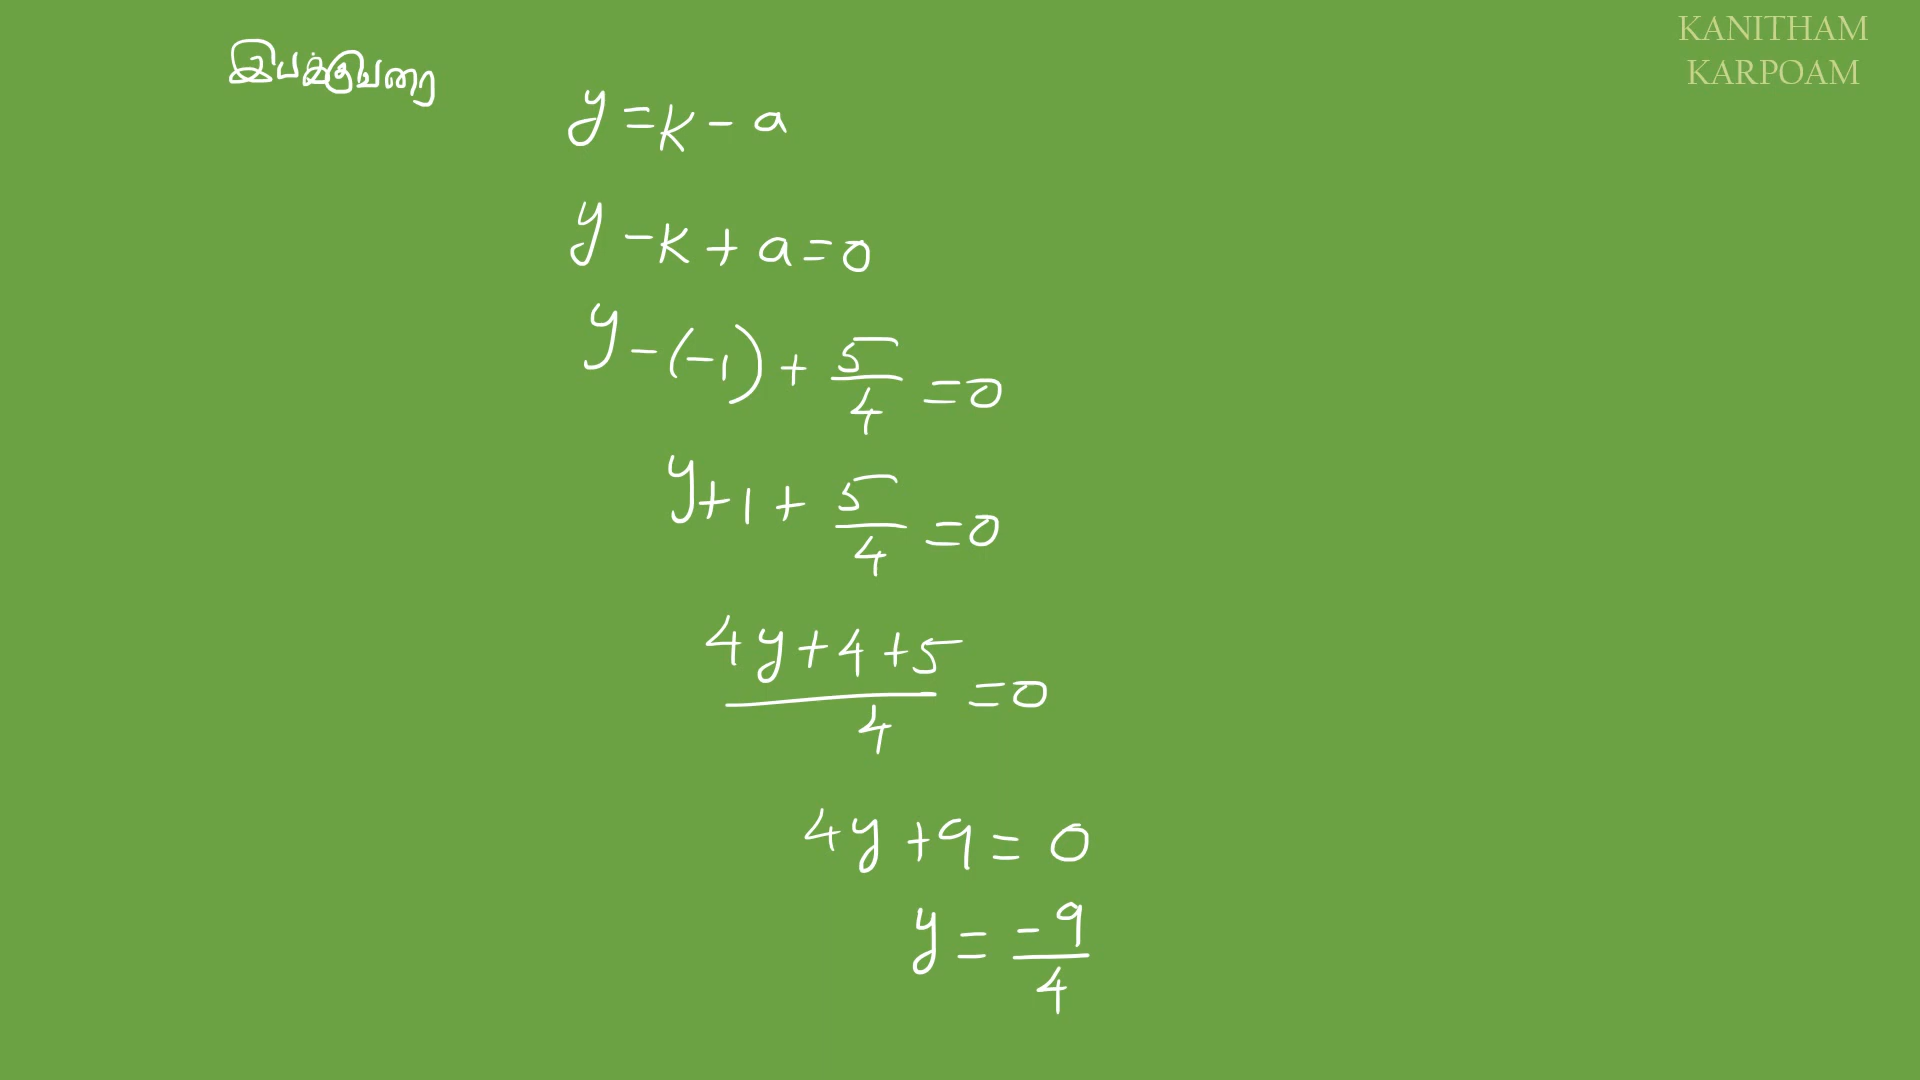 KANITHAM
KARPOAM
இயக்குவரை
y = k - a
y - k + a = 0
y - (-1) + 5/4 = 0
y + 1 + 5/4 = 0
4y + 4 + 5 / 4 = 0
4y + 9 = 0
y = -9/4